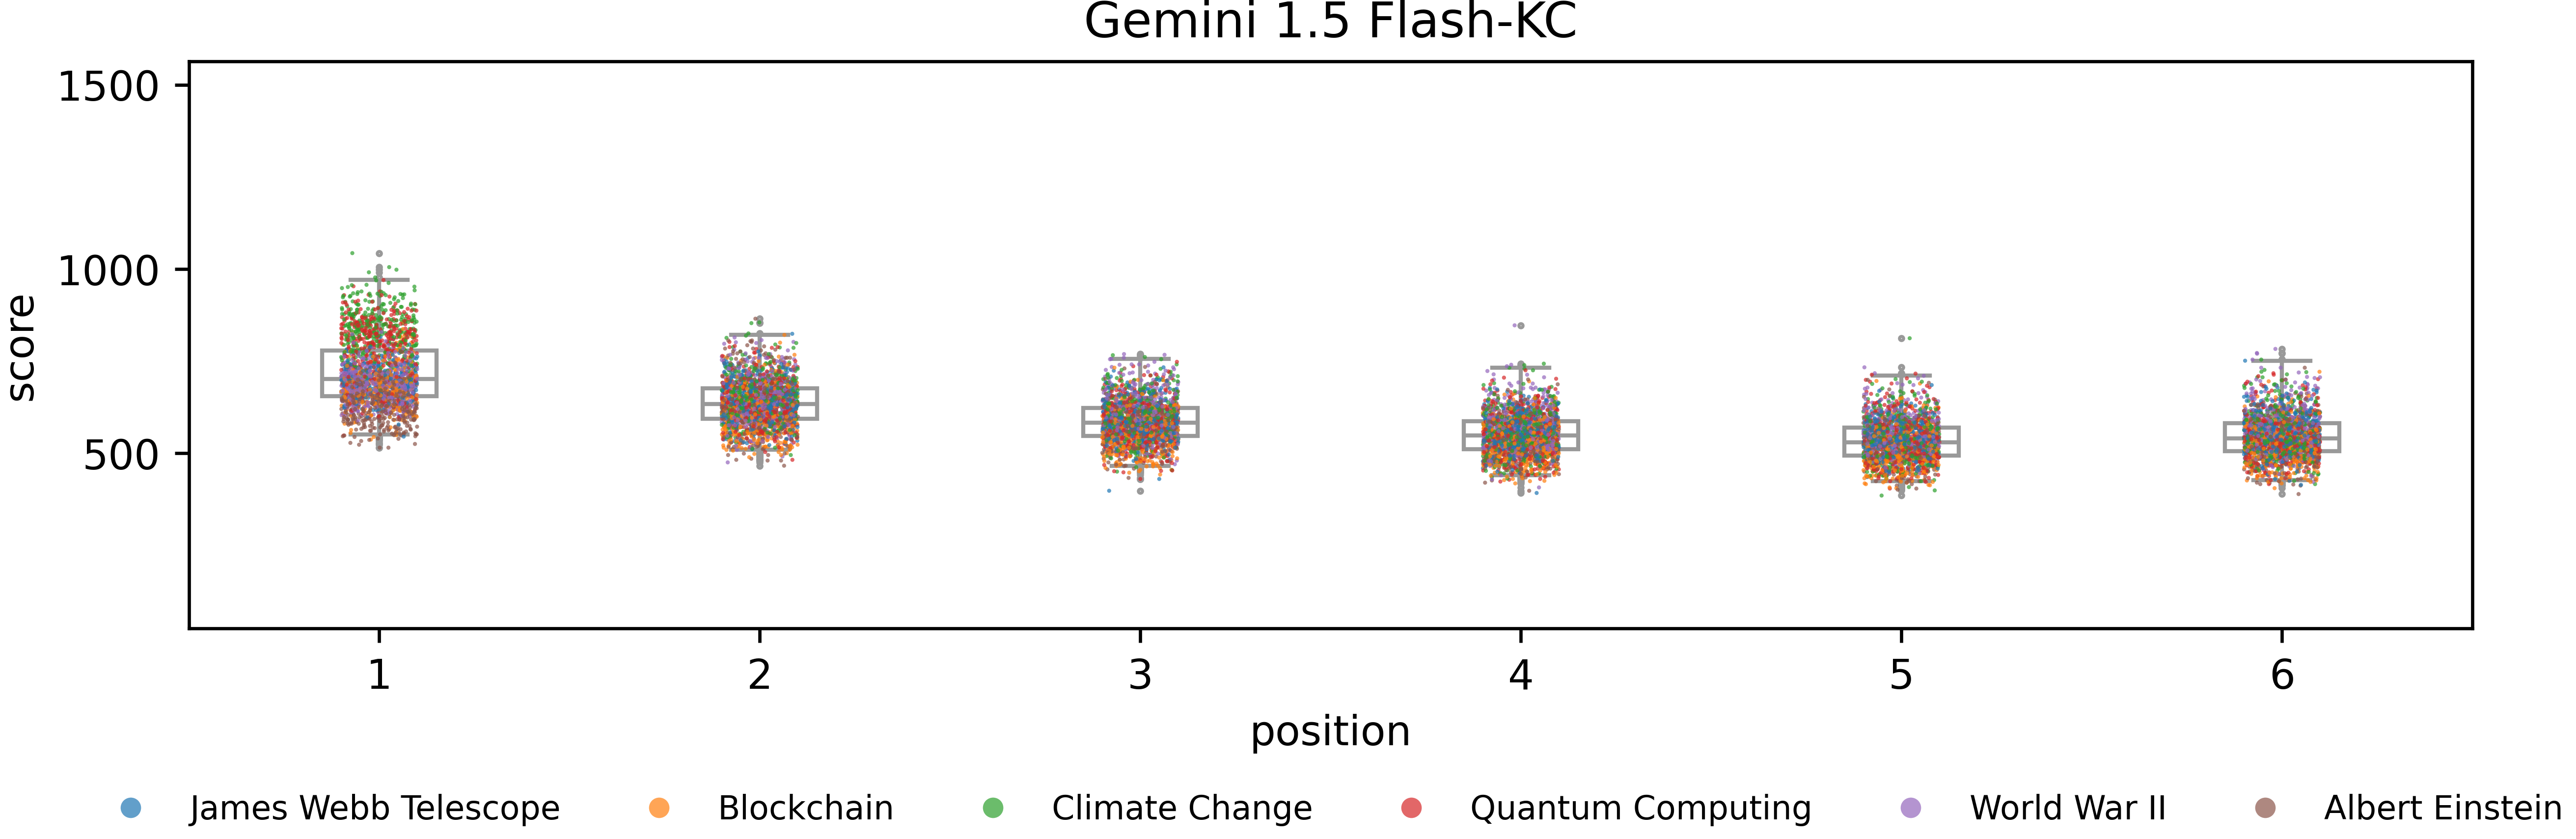 Gemini 1.5 Flash-KC
1500
1000
500
score
1 2 3 4 5 6
position
James Webb Telescope Blockchain Climate Change Quantum Computing World War II Albert Einstein